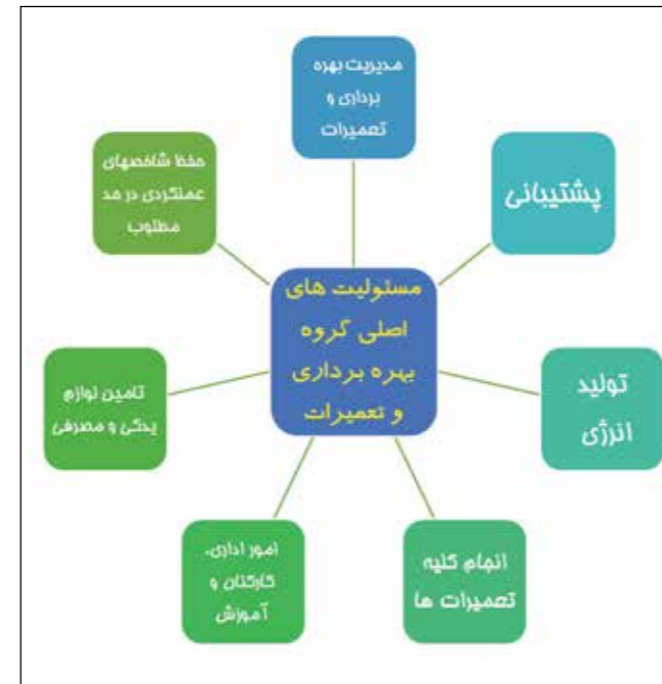 مدیریت بهره
برداری و
تعمیرات
پشتیبانی
تولید
انرژی
انجام کلیه
تعمیرات ها
امور اداری،
کارکنان و
آموزش
تامین لوازم
یدکی و مصرفی
حفظ شاخصهای
عملکردی در حد
مطلوب
مسئولیت های
اصلی گروه
بهره برداری
و تعمیرات